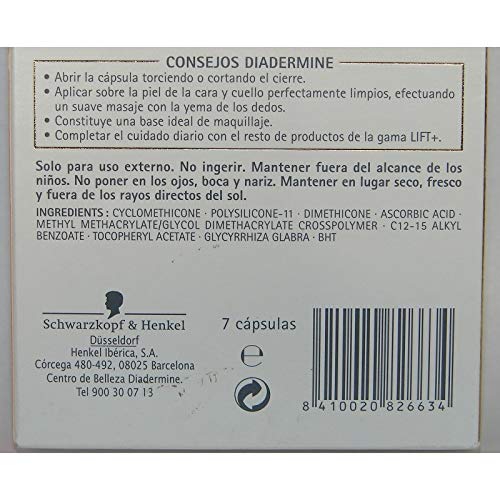 CONSEJOS DIADERMINE
• Abrir la cápsula torciendo o cortando el cierre.
• Aplicar sobre la piel de la cara y cuello perfectamente limpios, efectuando
un suave masaje con la yema de los dedos.
• Constituye una base ideal de maquillaje.
• Completar el cuidado diario con el resto de productos de la gama LIFT+.
Solo para uso externo. No ingerir. Mantener fuera del alcance de los
niños. No poner en los ojos, boca y nariz. Mantener en lugar seco, fresco
y fuera de los rayos directos del sol.
INGREDIENTS : CYCLOMETHICONE · POLYSILICONE-11 · DIMETHICONE · ASCORBIC ACID ·
METHYL METHACRYLATE/GLYCOL DIMETHACRYLATE CROSSPOLYMER · C12-15 ALKYL
BENZOATE · TOCOPHERYL ACETATE · GLYCYRRHIZA GLABRA · BHT
Schwarzkopf & Henkel
Düsseldorf
Henkel Ibérica, S.A.
Córcega 480-492, 08025 Barcelona
Centro de Belleza Diadermine.
Tel 900 30 07 13
7 cápsulas
℮
8 410020 826634